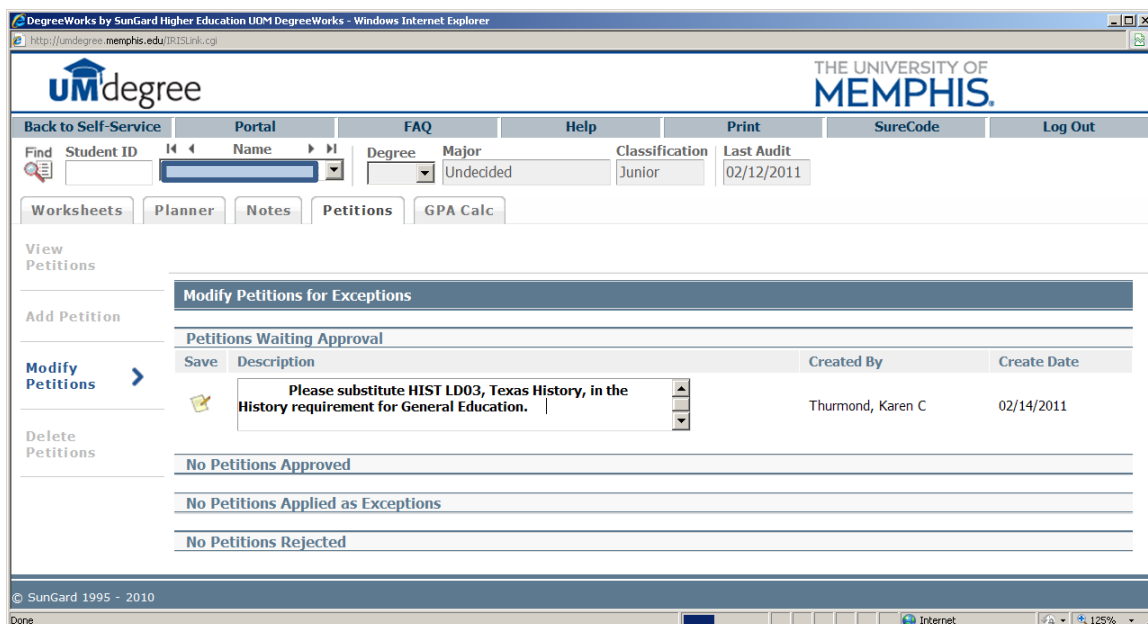 DegreeWorks by SunGard Higher Education UOM DegreeWorks - Windows Internet Explorer
http://umdegree.memphis.edu/IRISLink.cgi
UMdegree
THE UNIVERSITY OF
MEMPHIS.
Back to Self-Service Portal FAQ Help Print SureCode Log Out
Find Student ID Name Degree Major Classification Last Audit
Undecided Junior 02/12/2011
Worksheets Planner Notes Petitions GPA Calc
View
Petitions
Modify Petitions for Exceptions
Add Petition
Petitions Waiting Approval
Save Description Created By Create Date
Modify
Petitions
Please substitute HIST LD03, Texas History, in the
History requirement for General Education.
Thurmond, Karen C 02/14/2011
Delete
Petitions
No Petitions Approved
No Petitions Applied as Exceptions
No Petitions Rejected
© SunGard 1995 - 2010
Done Internet 125%